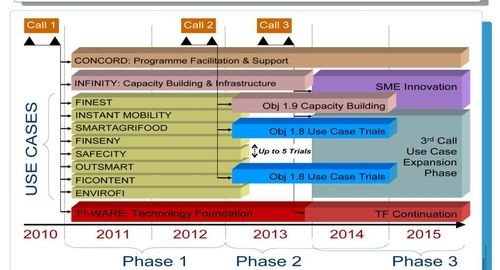 Call 1
Call 2
Call 3
CONCORD: Programme Facilitation & Support
INFINITY: Capacity Building & Infrastructure
SME Innovation
USE CASES
FINEST
INSTANT MOBILITY
SMARTAGRIFOOD
FINSENY
SAFECITY
OUTSMART
FICONTENT
ENVIROFI
Obj 1.9 Capacity Building
Obj 1.8 Use Case Trials
Up to 5 Trials
Obj 1.8 Use Case Trials
3rd Call
Use Case
Expansion
Phase
FI-WARE: Technology Foundation
TF Continuation
2010
2011
2012
2013
2014
2015
Phase 1
Phase 2
Phase 3